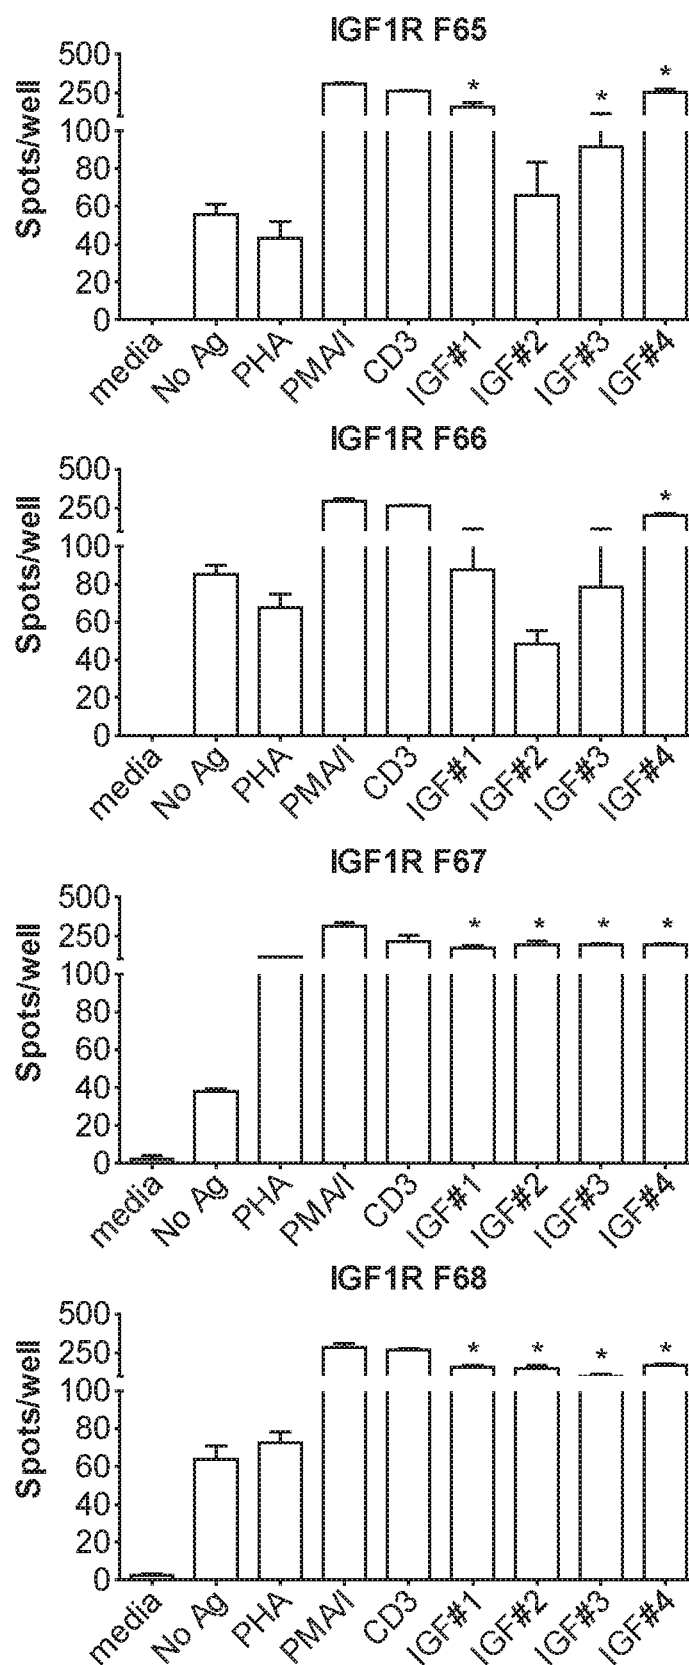 IGF1R F65
500
250
100
80
60
40
20
0
Spots/well
*
*
*
media
No Ag
PHA
PMA/I
CD3
IGF#1
IGF#2
IGF#3
IGF#4
IGF1R F66
500
250
100
80
60
40
20
0
Spots/well
*
media
No Ag
PHA
PMA/I
CD3
IGF#1
IGF#2
IGF#3
IGF#4
IGF1R F67
500
250
100
80
60
40
20
0
Spots/well
*
*
*
*
media
No Ag
PHA
PMA/I
CD3
IGF#1
IGF#2
IGF#3
IGF#4
IGF1R F68
500
250
100
80
60
40
20
0
Spots/well
*
*
*
*
media
No Ag
PHA
PMA/I
CD3
IGF#1
IGF#2
IGF#3
IGF#4